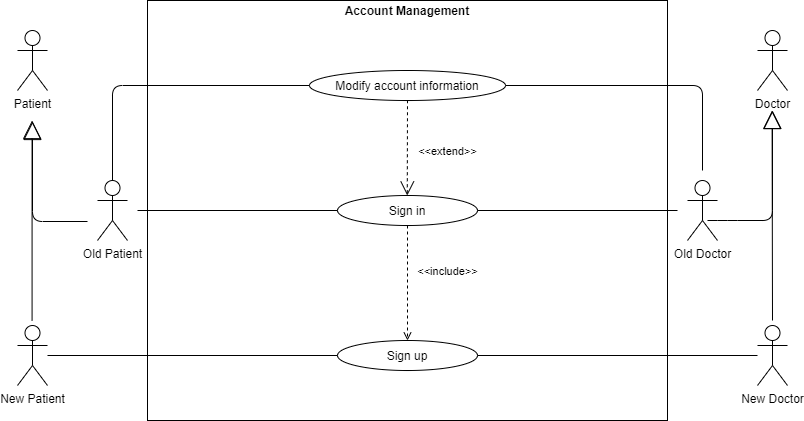 Account Management
Patient
Modify account information
Doctor
<<extend>>
Old Patient
Sign in
Old Doctor
<<include>>
New Patient
Sign up
New Doctor